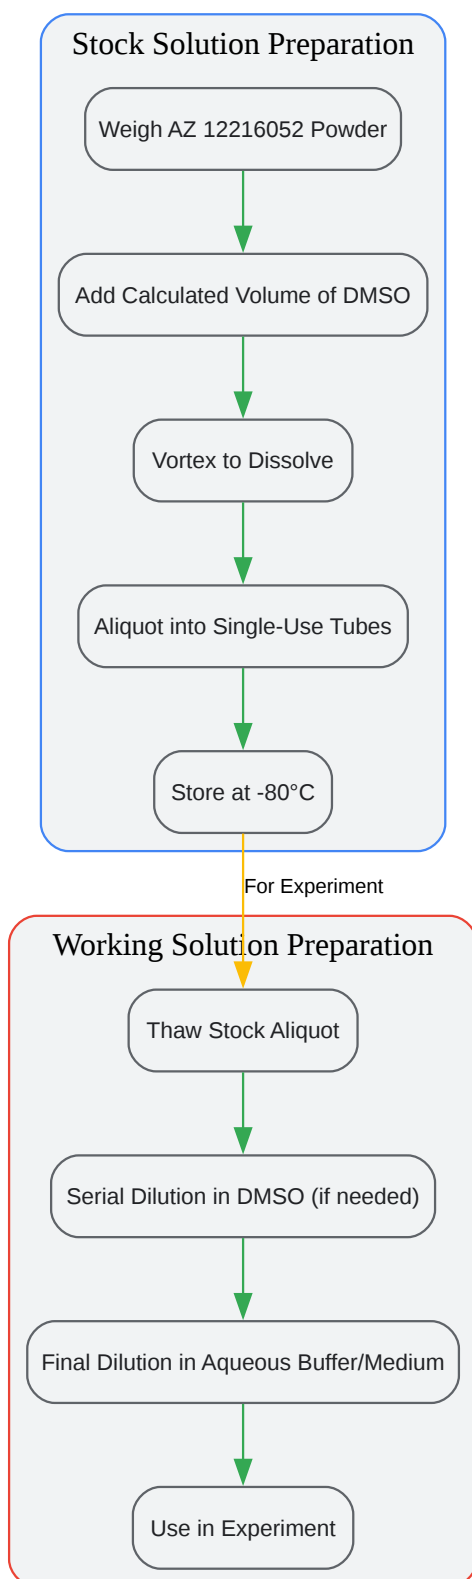 Stock Solution Preparation
Weigh AZ 12216052 Powder
Add Calculated Volume of DMSO
Vortex to Dissolve
Aliquot into Single-Use Tubes
Store at -80°C
For Experiment
Working Solution Preparation
Thaw Stock Aliquot
Serial Dilution in DMSO (if needed)
Final Dilution in Aqueous Buffer/Medium
Use in Experiment